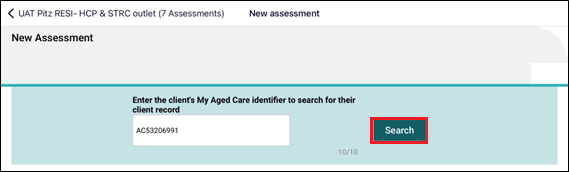 UAT Pitz RESI- HCP & STRC outlet (7 Assessments) New assessment
New Assessment
Enter the client's My Aged Care identifier to search for their
client record
AC53206991
Search
10/10